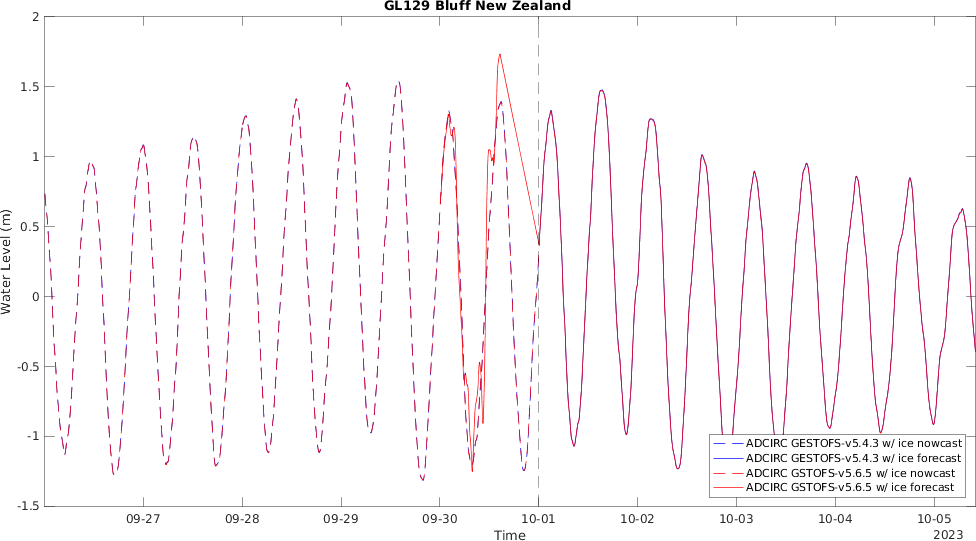 GL129 Bluff New Zealand
2
1.5
1
0.5
0
-0.5
-1
-1.5
Water Level (m)
ADCIRC GESTOFS-v5.4.3 w/ ice nowcast
ADCIRC GESTOFS-v5.4.3 w/ ice forecast
ADCIRC GSTOFS-v5.6.5 w/ ice nowcast
ADCIRC GSTOFS-v5.6.5 w/ ice forecast
09-27 09-28 09-29 09-30 10-01 10-02 10-03 10-04 10-05
Time
2023